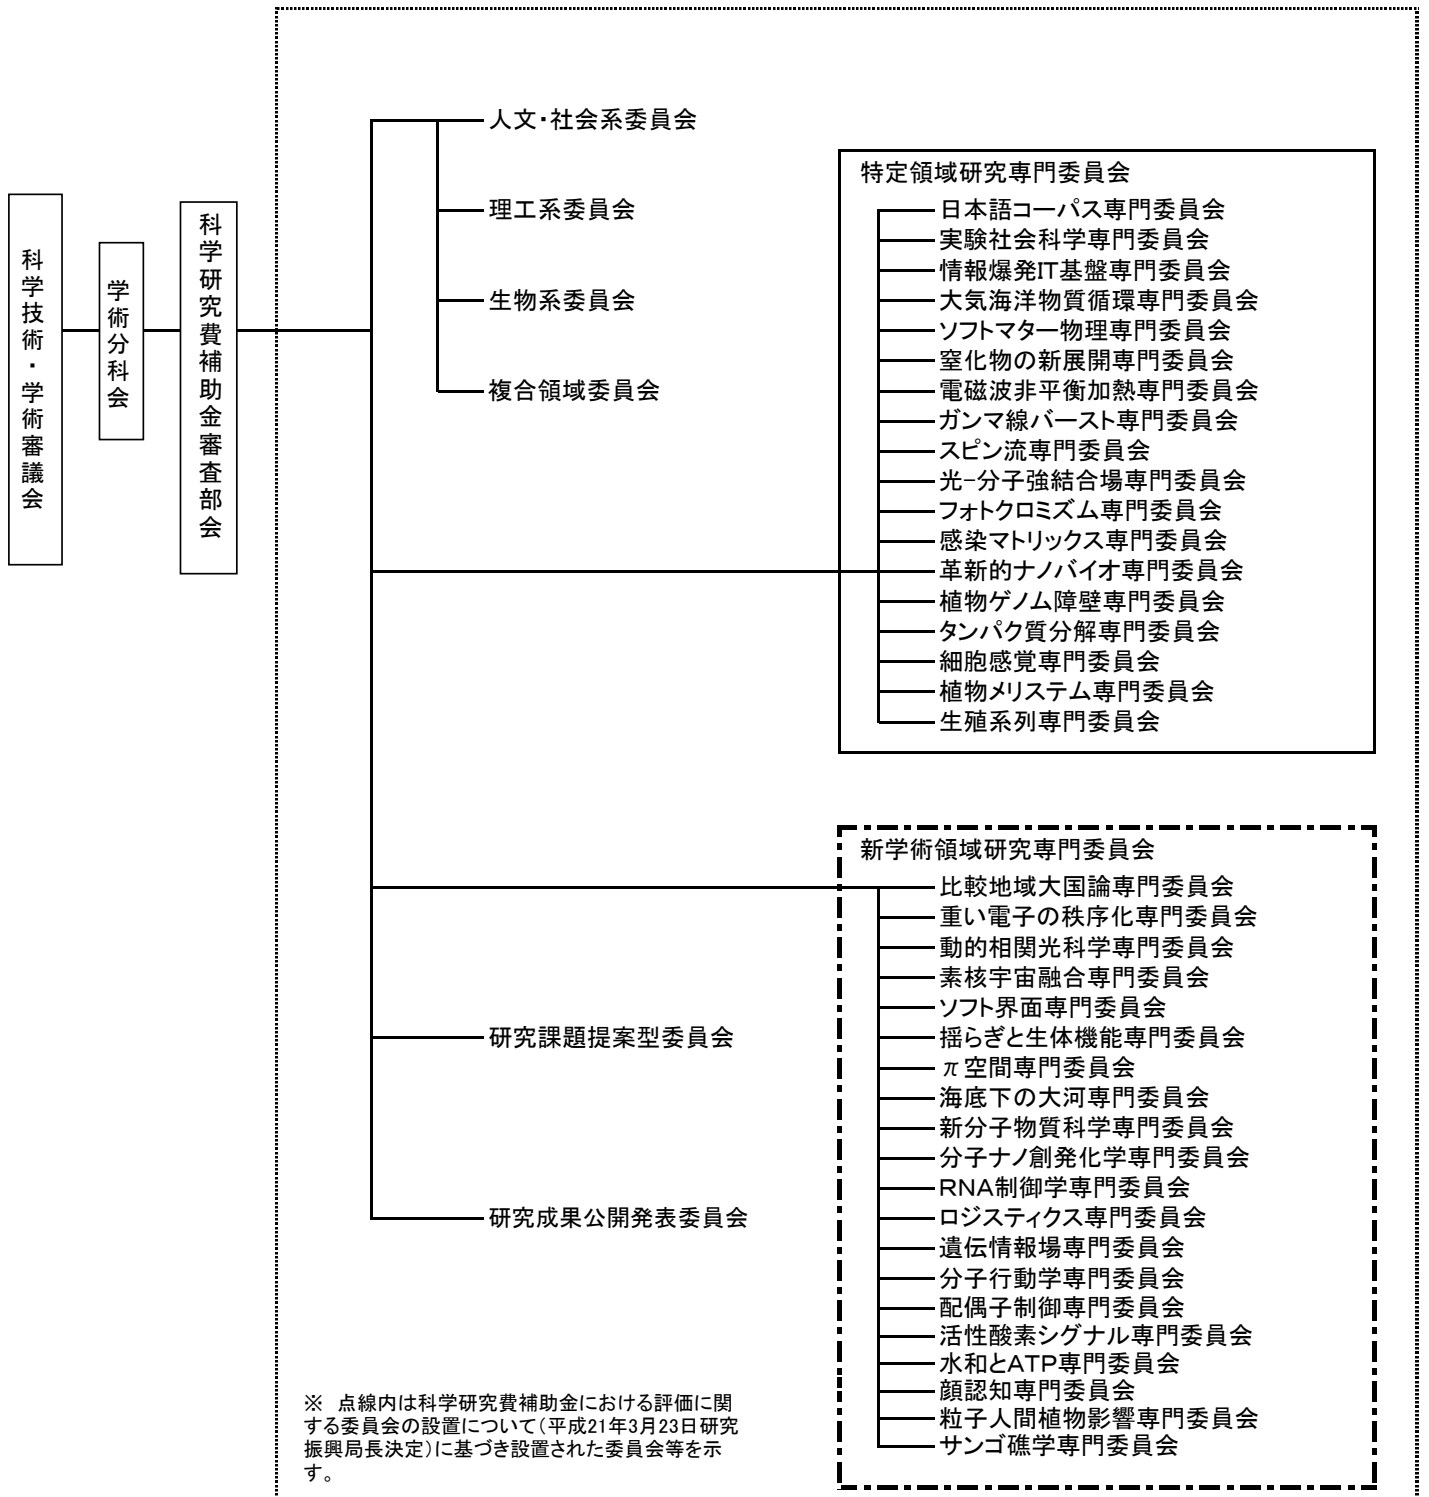 科学技術・学術審議会
学術分科会
科学研究費補助金審査部会
人文・社会系委員会
理工系委員会
生物系委員会
複合領域委員会
特定領域研究専門委員会
日本語コーパス専門委員会
実験社会科学専門委員会
情報爆発IT基盤専門委員会
大気海洋物質循環専門委員会
ソフトマター物理専門委員会
窒化物の新展開専門委員会
電磁波非平衡加熱専門委員会
ガンマ線バースト専門委員会
スピン流専門委員会
光-分子強結合場専門委員会
フォトクロミズム専門委員会
感染マトリックス専門委員会
革新的ナノバイオ専門委員会
植物ゲノム障壁専門委員会
タンパク質分解専門委員会
細胞感覚専門委員会
植物メリステム専門委員会
生殖系列専門委員会
新学術領域研究専門委員会
比較地域大国論専門委員会
重い電子の秩序化専門委員会
動的相関光科学専門委員会
素核宇宙融合専門委員会
ソフト界面専門委員会
揺らぎと生体機能専門委員会
π空間専門委員会
海底下の大河専門委員会
新分子物質科学専門委員会
分子ナノ創発化学専門委員会
RNA制御学専門委員会
ロジスティクス専門委員会
遺伝情報場専門委員会
分子行動学専門委員会
配偶子制御専門委員会
活性酸素シグナル専門委員会
水和とATP専門委員会
顔認知専門委員会
粒子人間植物影響専門委員会
サンゴ礁学専門委員会
研究課題提案型委員会
研究成果公開発表委員会
※　点線内は科学研究費補助金における評価に関
する委員会の設置について（平成21年3月23日研究
振興局長決定）に基づき設置された委員会等を示
す。